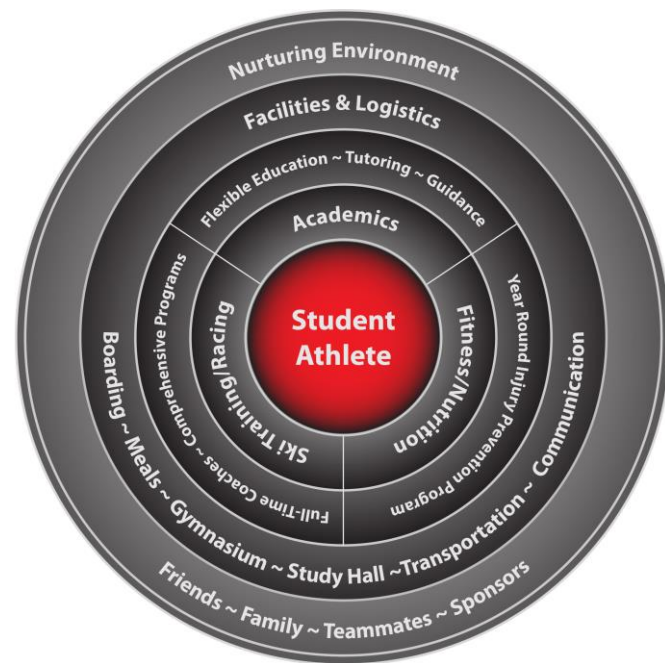 Nurturing Environment
Facilities & Logistics
Flexible Education ~ Tutoring ~ Guidance
Academics
Student
Athlete
Ski Training/Racing
Fitness/Nutrition
Full-Time Coaches ~ Comprehensive Programs
Year Round Injury Prevention Program
Boarding ~ Meals ~ Gymnasium ~ Study Hall ~Transportation ~ Communication
Friends ~ Family ~ Teammates ~ Sponsors